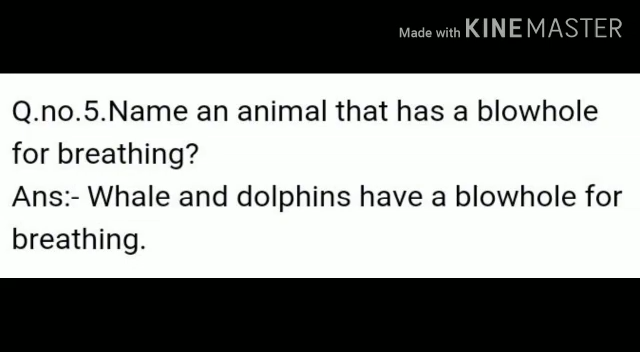 Made with KINEMASTER
Q.no.5.Name an animal that has a blowhole
for breathing?
Ans:- Whale and dolphins have a blowhole for
breathing.